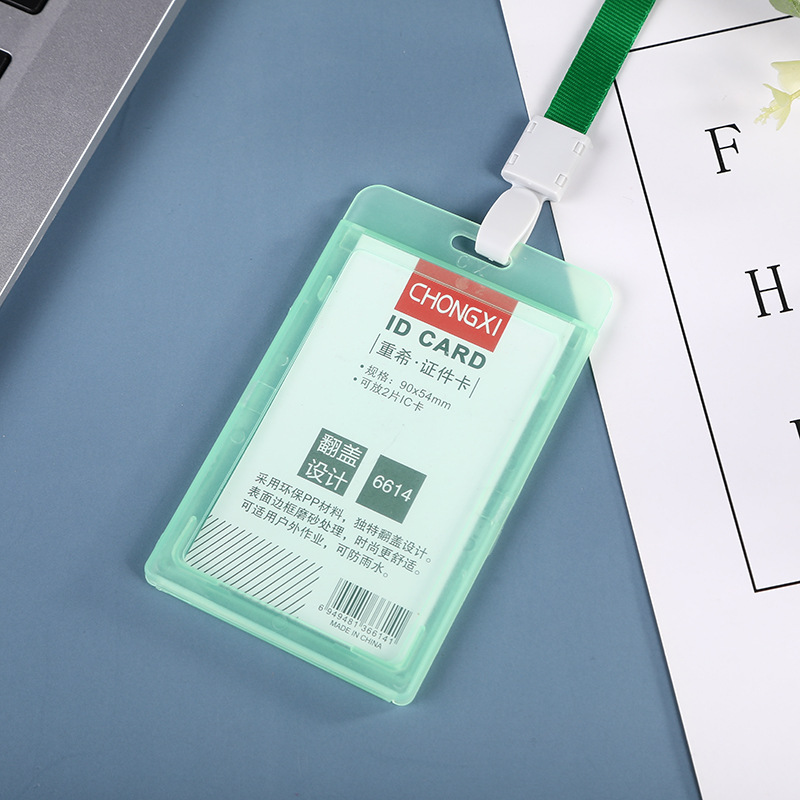 CHONGXI
ID CARD
重希·证件卡
•规格：90x54mm
•可放2片IC卡
翻盖
设计
6614
采用环保PP材料，独特翻盖设计。
表面边框磨砂处理，时尚更舒适。
可适用户外作业，可防雨水。
6 949481 366141
MADE IN CHINA
F
H